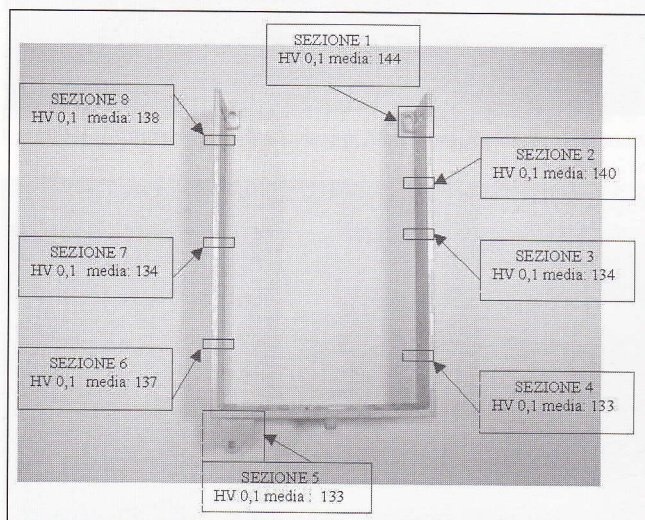 SEZIONE 1
HV 0,1 media: 144
SEZIONE 8
HV 0,1 media: 138
SEZIONE 2
HV 0,1 media: 140
SEZIONE 7
HV 0,1 media: 134
SEZIONE 3
HV 0,1 media: 134
SEZIONE 6
HV 0,1 media: 137
SEZIONE 4
HV 0,1 media: 133
SEZIONE 5
HV 0,1 media : 133